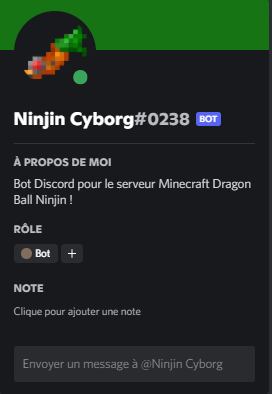 Ninjin Cyborg#0238 BOT
À PROPOS DE MOI
Bot Discord pour le serveur Minecraft Dragon
Ball Ninjin !
RÔLE
Bot +
NOTE
Clique pour ajouter une note
Envoyer un message à @Ninjin Cyborg